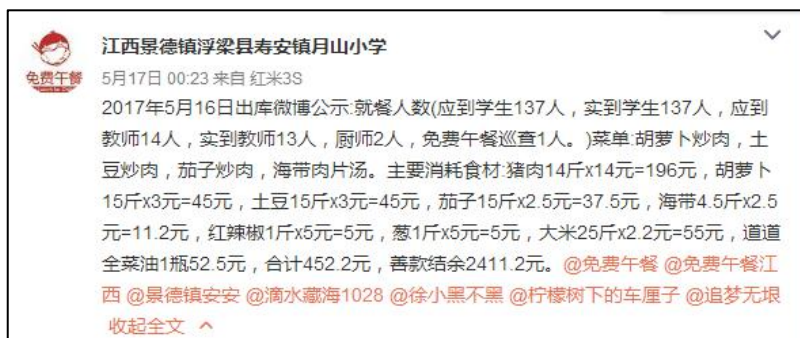 江西景德镇浮梁县寿安镇月山小学
免费午餐
5月17日 00:23 来自 红米3S
2017年5月16日出库微博公示:就餐人数(应到学生137人，实到学生137人，应到
教师14人，实到教师13人，厨师2人，免费午餐巡查1人。)菜单:胡萝卜炒肉，土
豆炒肉，茄子炒肉，海带肉片汤。主要消耗食材:猪肉14斤x14元=196元，胡萝卜
15斤x3元=45元，土豆15斤x3元=45元，茄子15斤x2.5元=37.5元，海带4.5斤x2.5
元=11.2元，红辣椒1斤x5元=5元，葱1斤x5元=5元，大米25斤x2.2元=55元，道道
全菜油1瓶52.5元，合计452.2元，善款结余2411.2元。@免费午餐 @免费午餐江
西 @景德镇安安 @滴水藏海1028 @徐小黑不黑 @柠檬树下的车厘子 @追梦无垠
收起全文